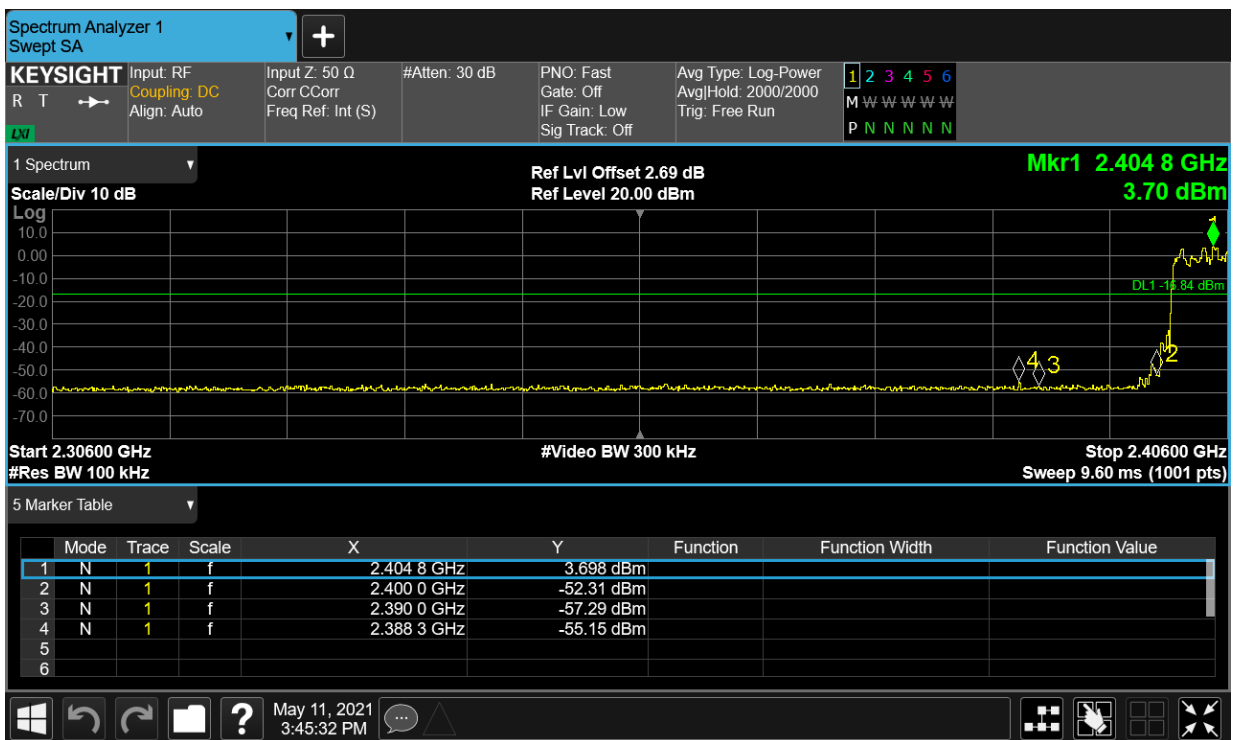 Spectrum Analyzer 1
Swept SA
KEYSIGHT
R T
LXI
Input: RF
Coupling: DC
Align: Auto
Input Z: 50 Ω
Corr CCorr
Freq Ref: Int (S)
#Atten: 30 dB
PNO: Fast
Gate: Off
IF Gain: Low
Sig Track: Off
Avg Type: Log-Power
Avg|Hold: 2000/2000
Trig: Free Run
1 2 3 4 5 6
M W W W W W
P N N N N N
1 Spectrum
Scale/Div 10 dB
Ref Lvl Offset 2.69 dB
Ref Level 20.00 dBm
Mkr1 2.404 8 GHz
3.70 dBm
Log
10.0
0.00
-10.0
-20.0
-30.0
-40.0
-50.0
-60.0
-70.0
1
DL1 -16.84 dBm
4 3 2
Start 2.30600 GHz
#Video BW 300 kHz
Stop 2.40600 GHz
#Res BW 100 kHz
Sweep 9.60 ms (1001 pts)
5 Marker Table
Mode Trace Scale X Y Function Function Width Function Value
1 N 1 f 2.404 8 GHz 3.698 dBm
2 N 1 f 2.400 0 GHz -52.31 dBm
3 N 1 f 2.390 0 GHz -57.29 dBm
4 N 1 f 2.388 3 GHz -55.15 dBm
5
6
?
May 11, 2021
3:45:32 PM